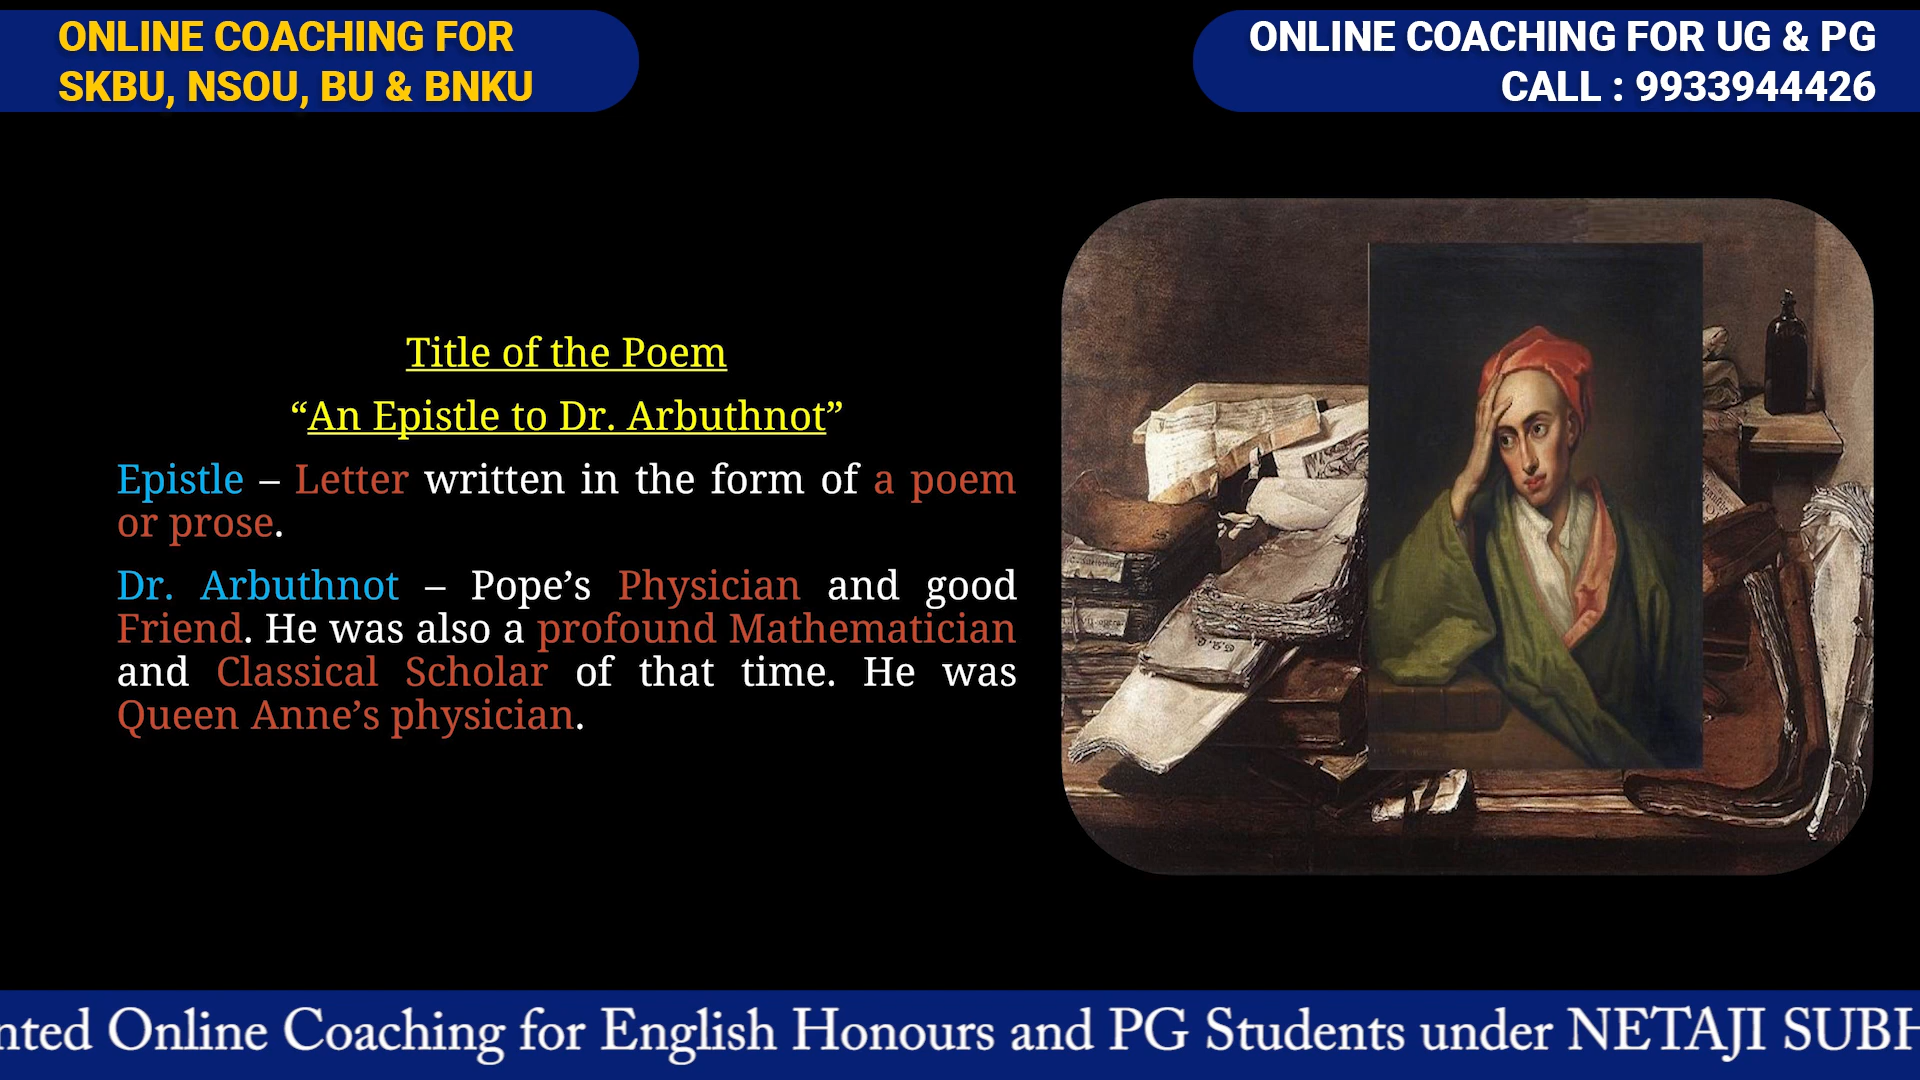 ONLINE COACHING FOR
SKBU, NSOU, BU & BNKU
ONLINE COACHING FOR UG & PG
CALL : 9933944426
Title of the Poem
“An Epistle to Dr. Arbuthnot”
Epistle – Letter written in the form of a poem
or prose.
Dr. Arbuthnot – Pope’s Physician and good
Friend. He was also a profound Mathematician
and Classical Scholar of that time. He was
Queen Anne’s physician.
nted Online Coaching for English Honours and PG Students under NETAJI SUBH